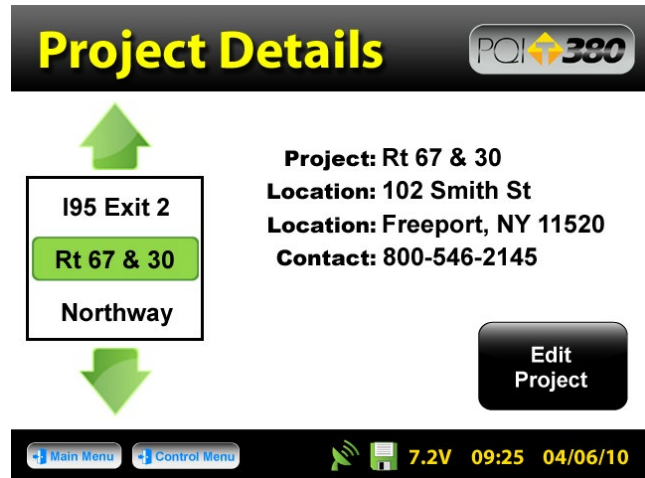 Project Details
PQI 380
I95 Exit 2
Rt 67 & 30
Northway
Project: Rt 67 & 30
Location: 102 Smith St
Location: Freeport, NY 11520
Contact: 800-546-2145
Edit
Project
Main Menu
Control Menu
7.2V 09:25 04/06/10